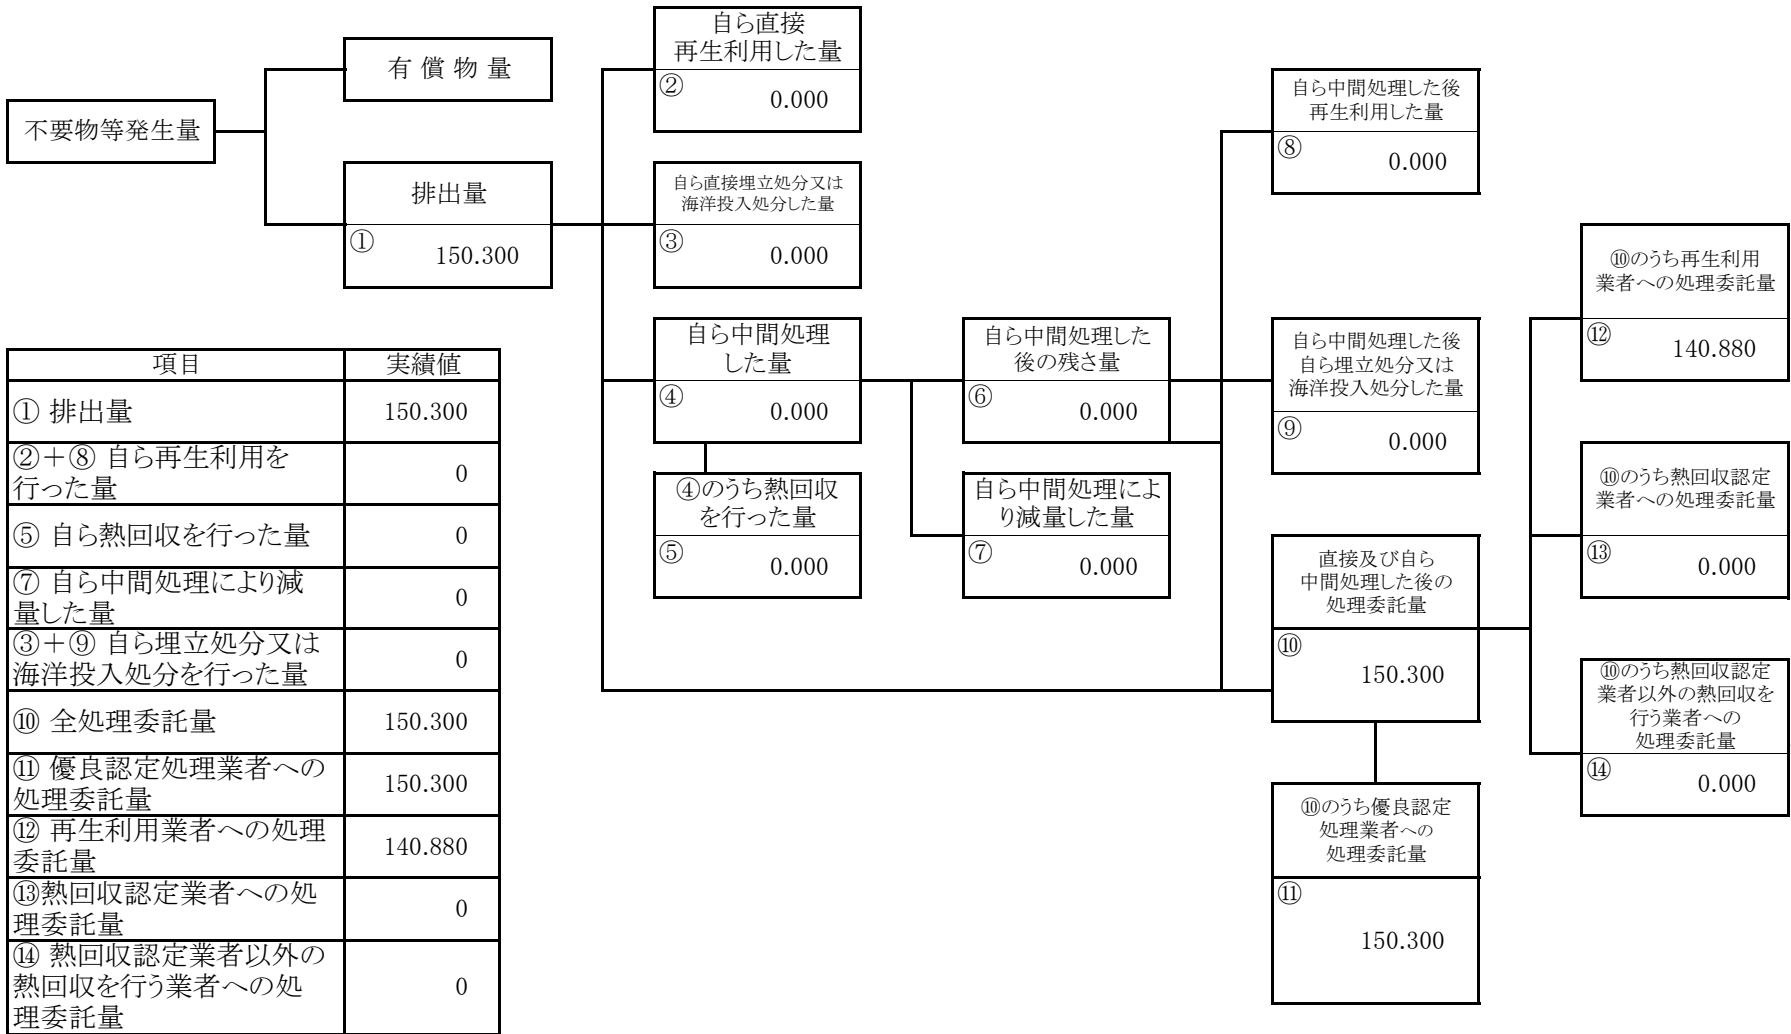 不要物等発生量
有 償 物 量
排出量
①
150.300
自ら直接
再生利用した量
②
0.000
自ら直接埋立処分又は
海洋投入処分した量
③
0.000
自ら中間処理
した量
④
0.000
④のうち熱回収
を行った量
⑤
0.000
自ら中間処理した
後の残さ量
⑥
0.000
自ら中間処理によ
り減量した量
⑦
0.000
自ら中間処理した後
再生利用した量
⑧
0.000
自ら中間処理した後
自ら埋立処分又は
海洋投入処分した量
⑨
0.000
直接及び自ら
中間処理した後の
処理委託量
⑩
150.300
⑩のうち優良認定
処理業者への
処理委託量
⑪
150.300
⑩のうち再生利用
業者への処理委託量
⑫
140.880
⑩のうち熱回収認定
業者への処理委託量
⑬
0.000
⑩のうち熱回収認定
業者以外の熱回収を
行う業者への
処理委託量
⑭
0.000
項目 実績値
① 排出量 150.300
②＋⑧ 自ら再生利用を
行った量 0
⑤ 自ら熱回収を行った量 0
⑦ 自ら中間処理により減
量した量 0
③＋⑨ 自ら埋立処分又は
海洋投入処分を行った量 0
⑩ 全処理委託量 150.300
⑪ 優良認定処理業者への
処理委託量 150.300
⑫ 再生利用業者への処理
委託量 140.880
⑬熱回収認定業者への処
理委託量 0
⑭ 熱回収認定業者以外の
熱回収を行う業者への処
理委託量 0